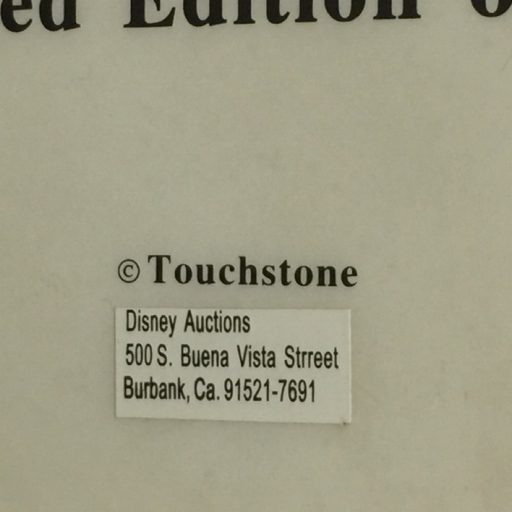 ed Edition o
© Touchstone
Disney Auctions
500 S. Buena Vista Strreet
Burbank, Ca. 91521-7691